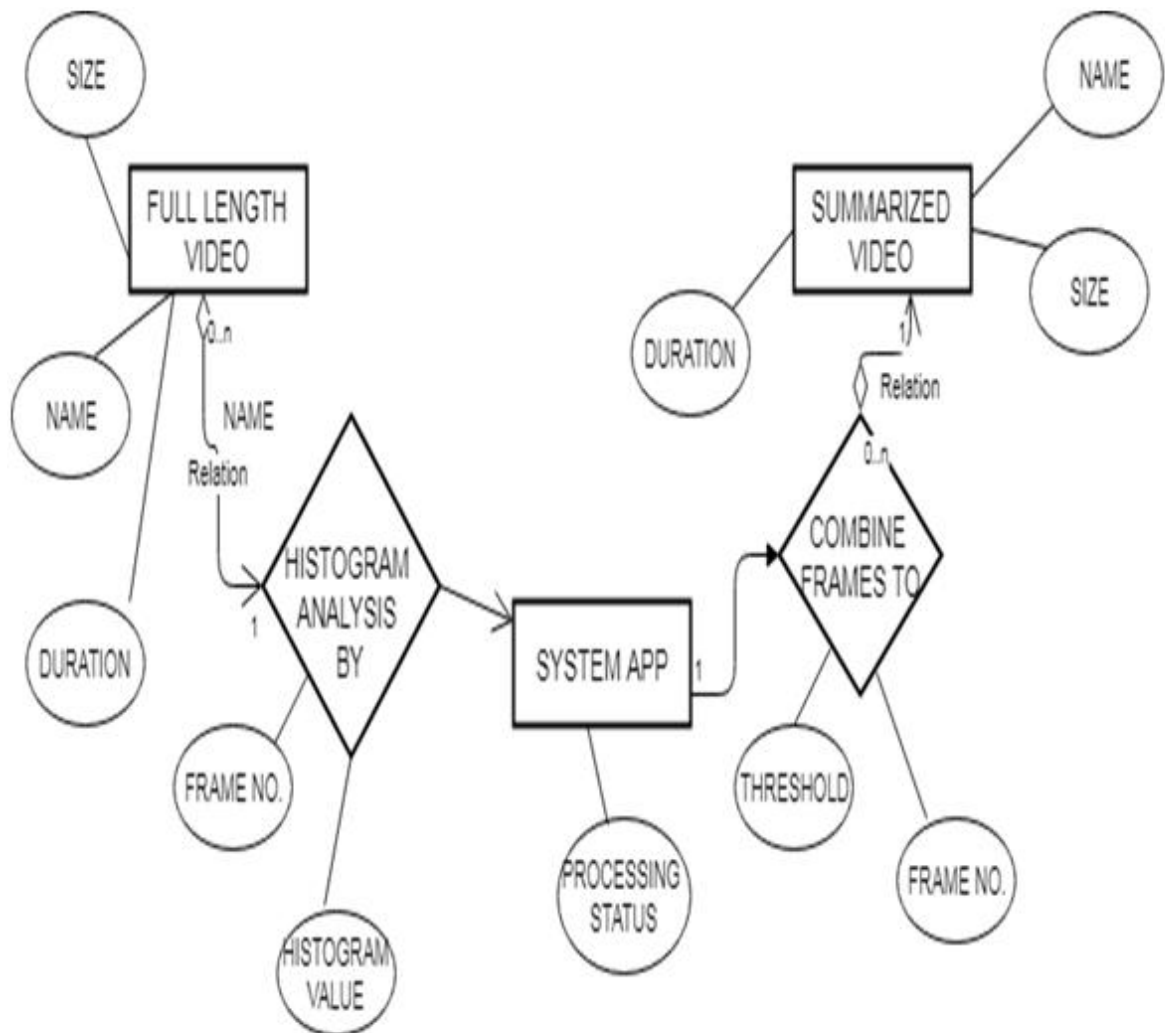 SIZE
NAME
FULL LENGTH
VIDEO
SUMMARIZED
VIDEO
SIZE
0..n
1
DURATION
NAME
NAME
Relation
Relation
0..n
HISTOGRAM
ANALYSIS
BY
1
COMBINE
FRAMES TO
DURATION
SYSTEM APP
1
FRAME NO.
THRESHOLD
PROCESSING
STATUS
FRAME NO.
HISTOGRAM
VALUE